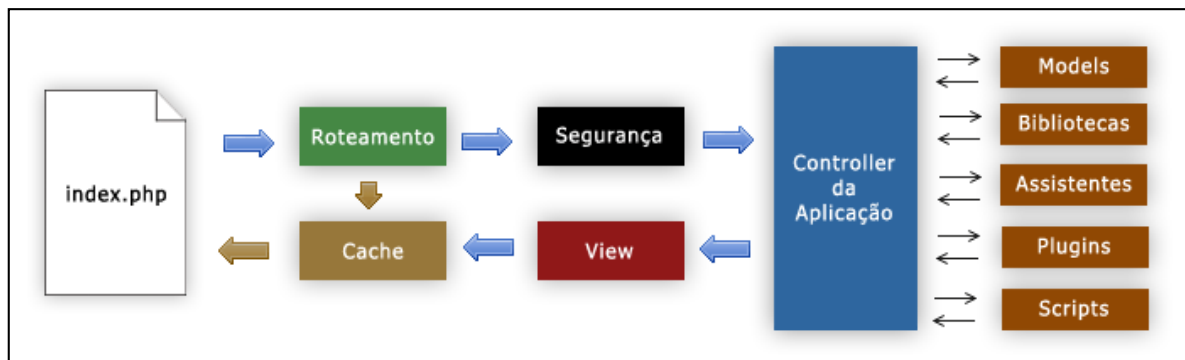 index.php
Roteamento
Segurança
Cache
View
Controller
da
Aplicação
Models
Bibliotecas
Assistentes
Plugins
Scripts